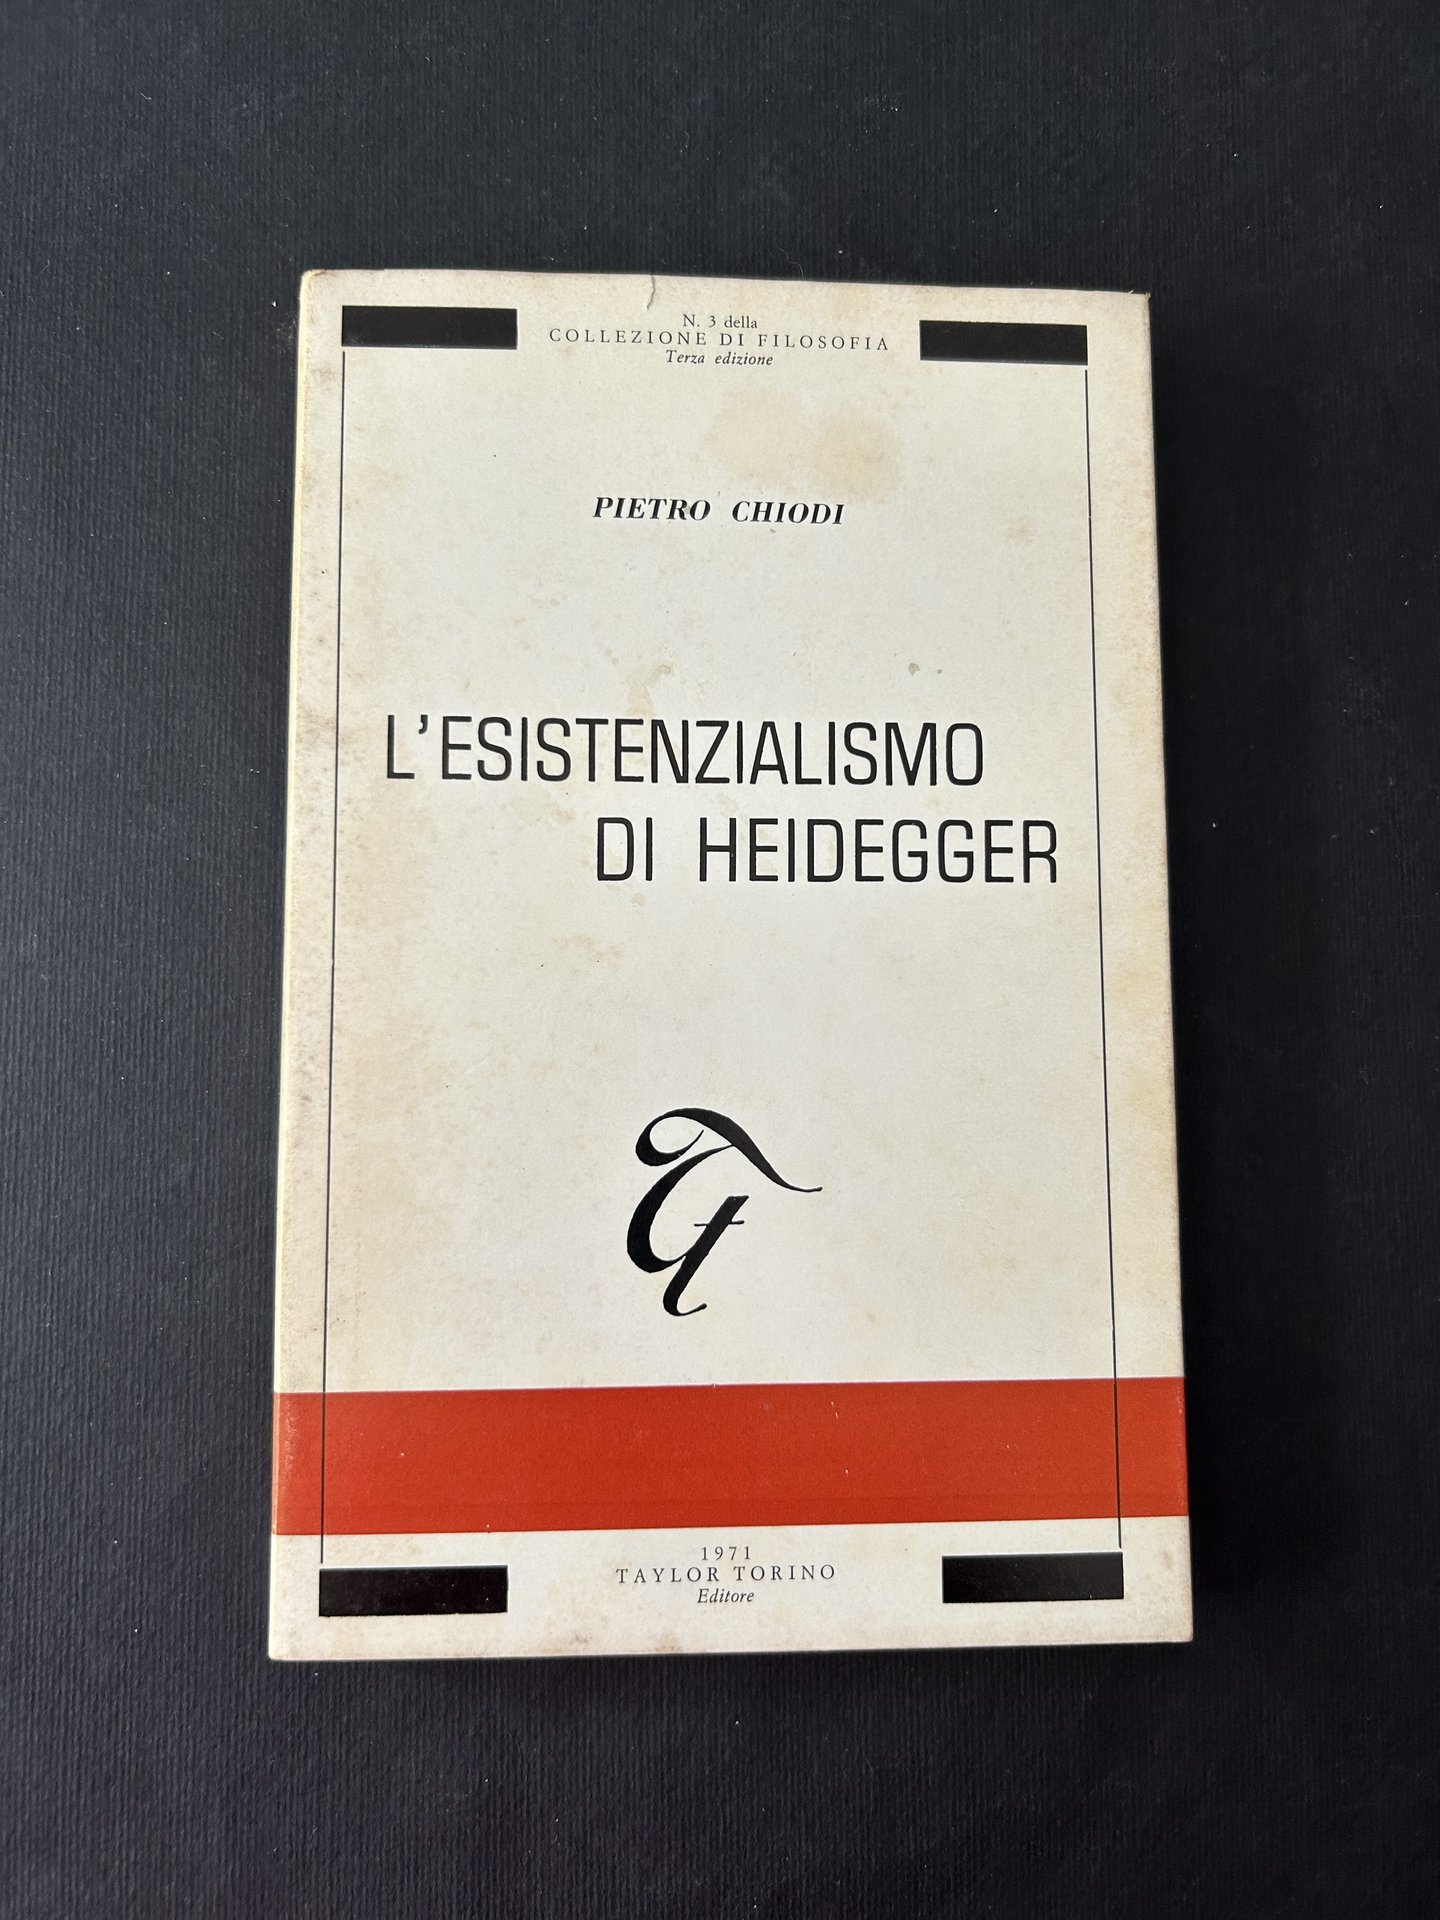 N. 3 della
COLLEZIONE DI FILOSOFIA
Terza edizione
PIETRO CHIODI
L'ESISTENZIALISMO
DI HEIDEGGER
1971
TAYLOR TORINO
Editore